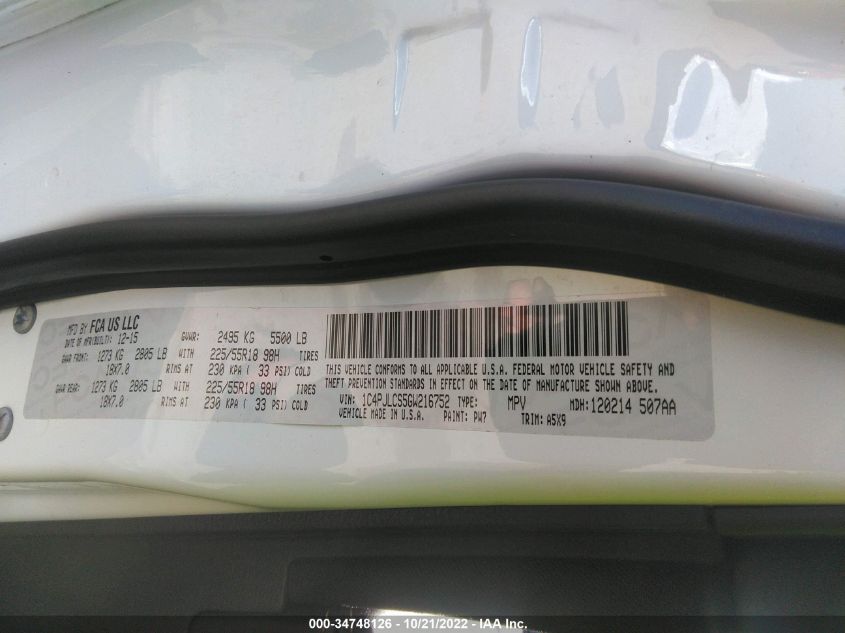 MFD BY FCA US LLC
DATE OF MFR(BUILT): 12-15 GVWR: 2495 KG 5500 LB
GAWR FRONT: 1273 KG 2805 LB WITH 225/55R18 98H TIRES
18X7.0 RIMS AT 230 KPA ( 33 PSI) COLD
GAWR REAR: 1273 KG 2805 LB WITH 225/55R18 98H TIRES
18X7.0 RIMS AT 230 KPA ( 33 PSI) COLD
THIS VEHICLE CONFORMS TO ALL APPLICABLE U.S.A. FEDERAL MOTOR VEHICLE SAFETY AND
THEFT PREVENTION STANDARDS IN EFFECT ON THE DATE OF MANUFACTURE SHOWN ABOVE.
VIN: 1C4PJLCS5GW216752 TYPE: MPV MDH: 120214 507AA
VEHICLE MADE IN U.S.A. PAINT: PW7 TRIM: A5X9
000-34748126 - 10/21/2022 - IAA Inc.